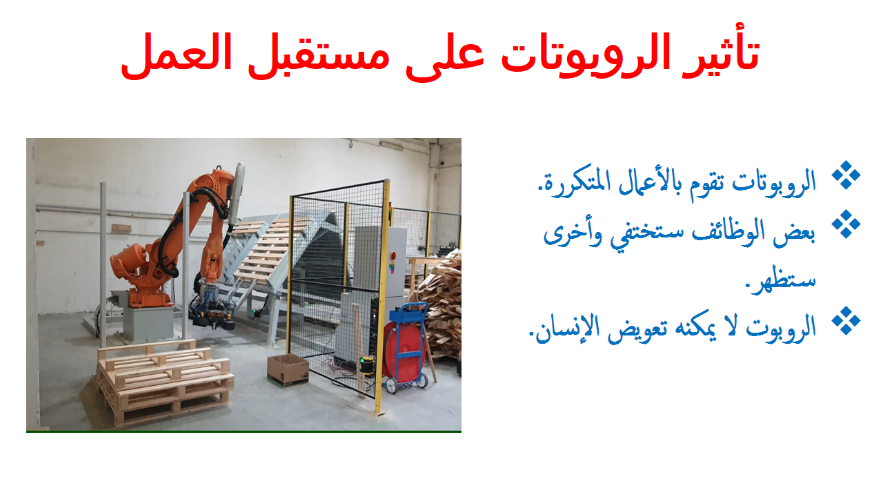 تأثير الروبوتات على مستقبل العمل
الروبوتات تقوم بالأعمال المتكررة.
بعض الوظائف ستختفي وأخرى
ستظهر.
الروبوت لا يمكنه تعويض الإنسان.